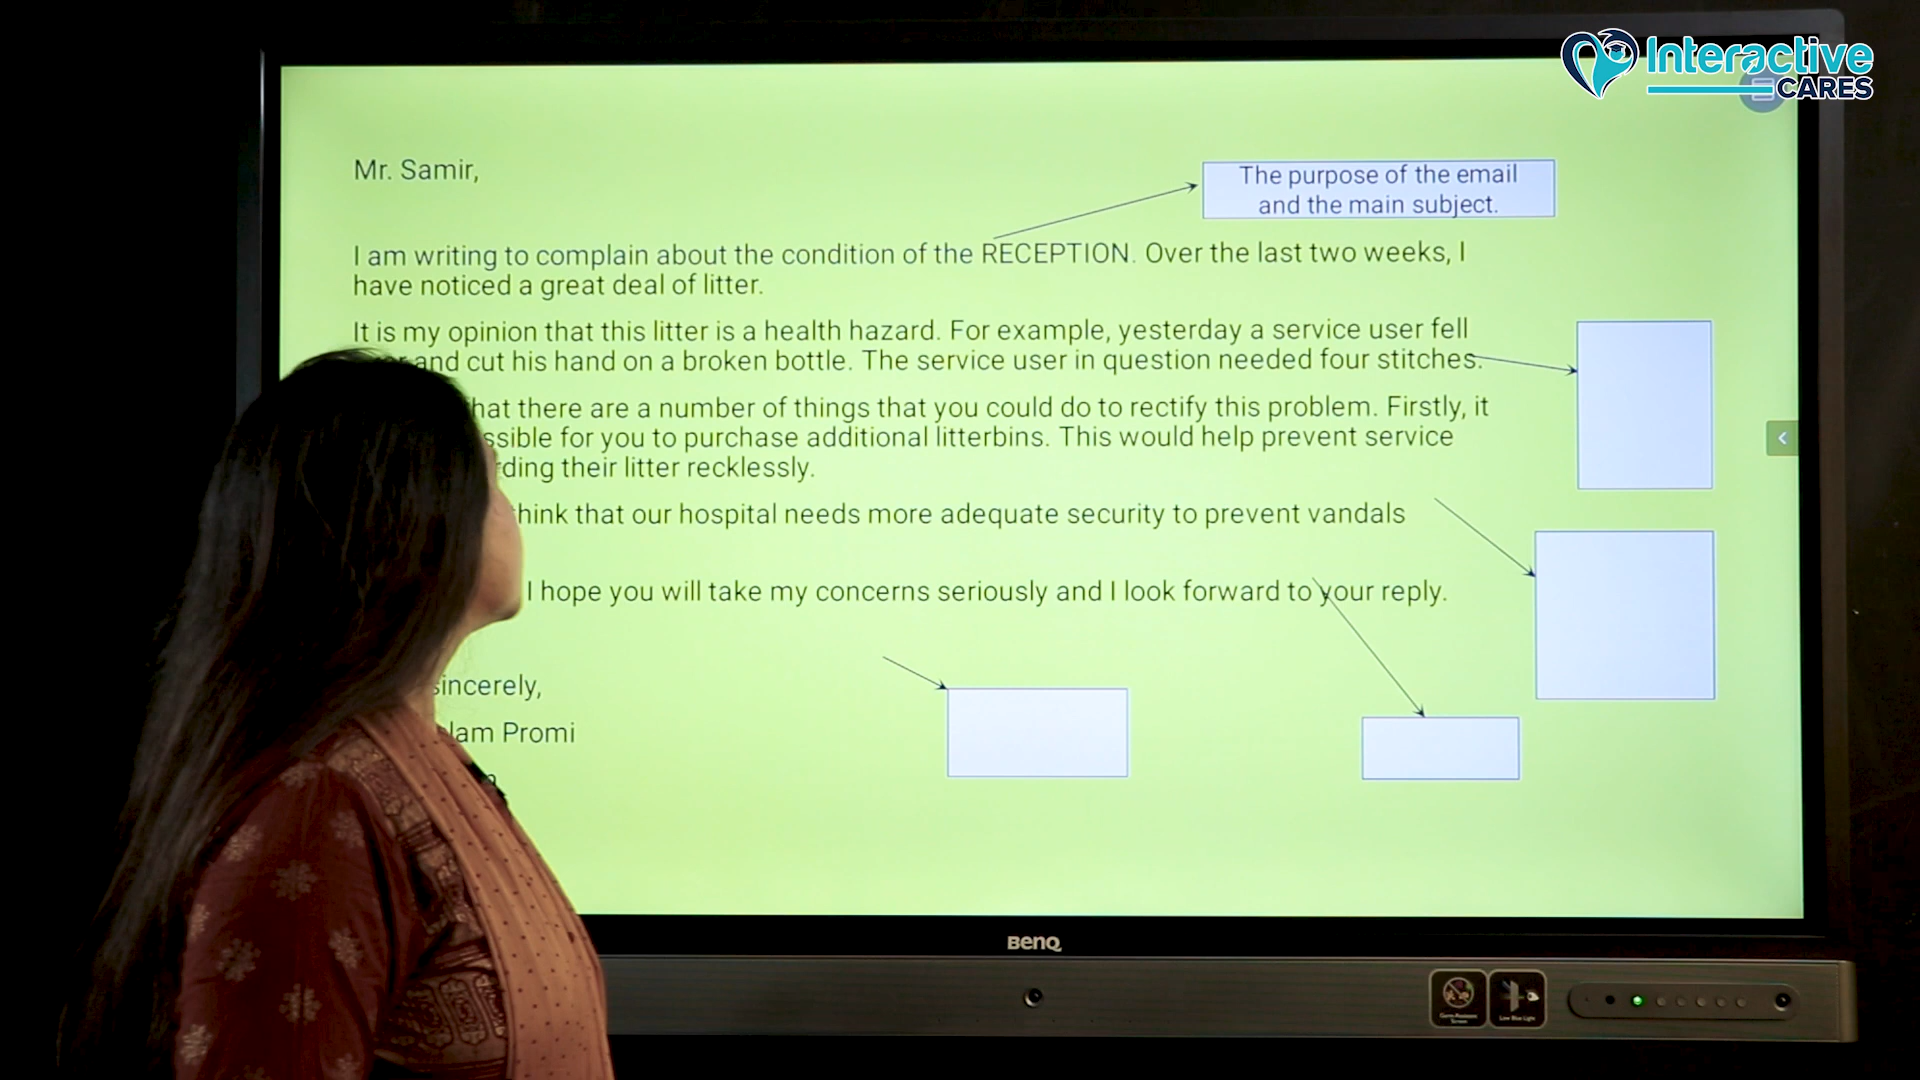 Interactive
CARES
Mr. Samir,
The purpose of the email
and the main subject.
I am writing to complain about the condition of the RECEPTION. Over the last two weeks, I
have noticed a great deal of litter.
It is my opinion that this litter is a health hazard. For example, yesterday a service user fell
and cut his hand on a broken bottle. The service user in question needed four stitches.
that there are a number of things that you could do to rectify this problem. Firstly, it
for you to purchase additional litterbins. This would help prevent service
their litter recklessly.
think that our hospital needs more adequate security to prevent vandals
I hope you will take my concerns seriously and I look forward to your reply.
sincerely,
Promi
BenQ